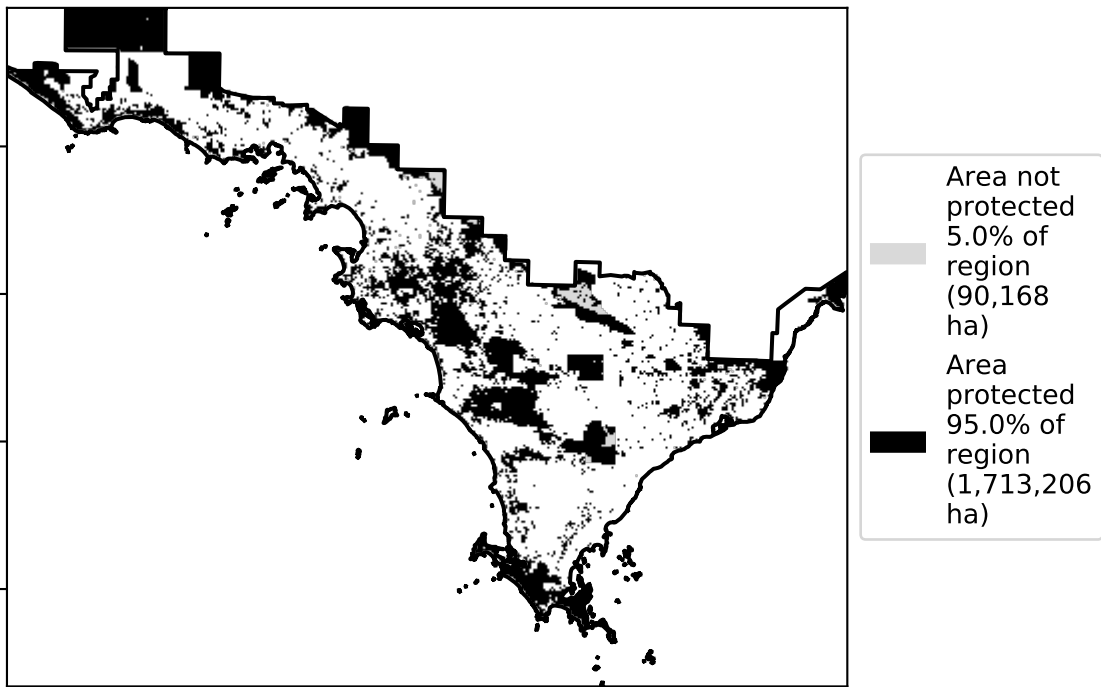 Area not
protected
5.0% of
region
(90,168
ha)
Area
protected
95.0% of
region
(1,713,206
ha)